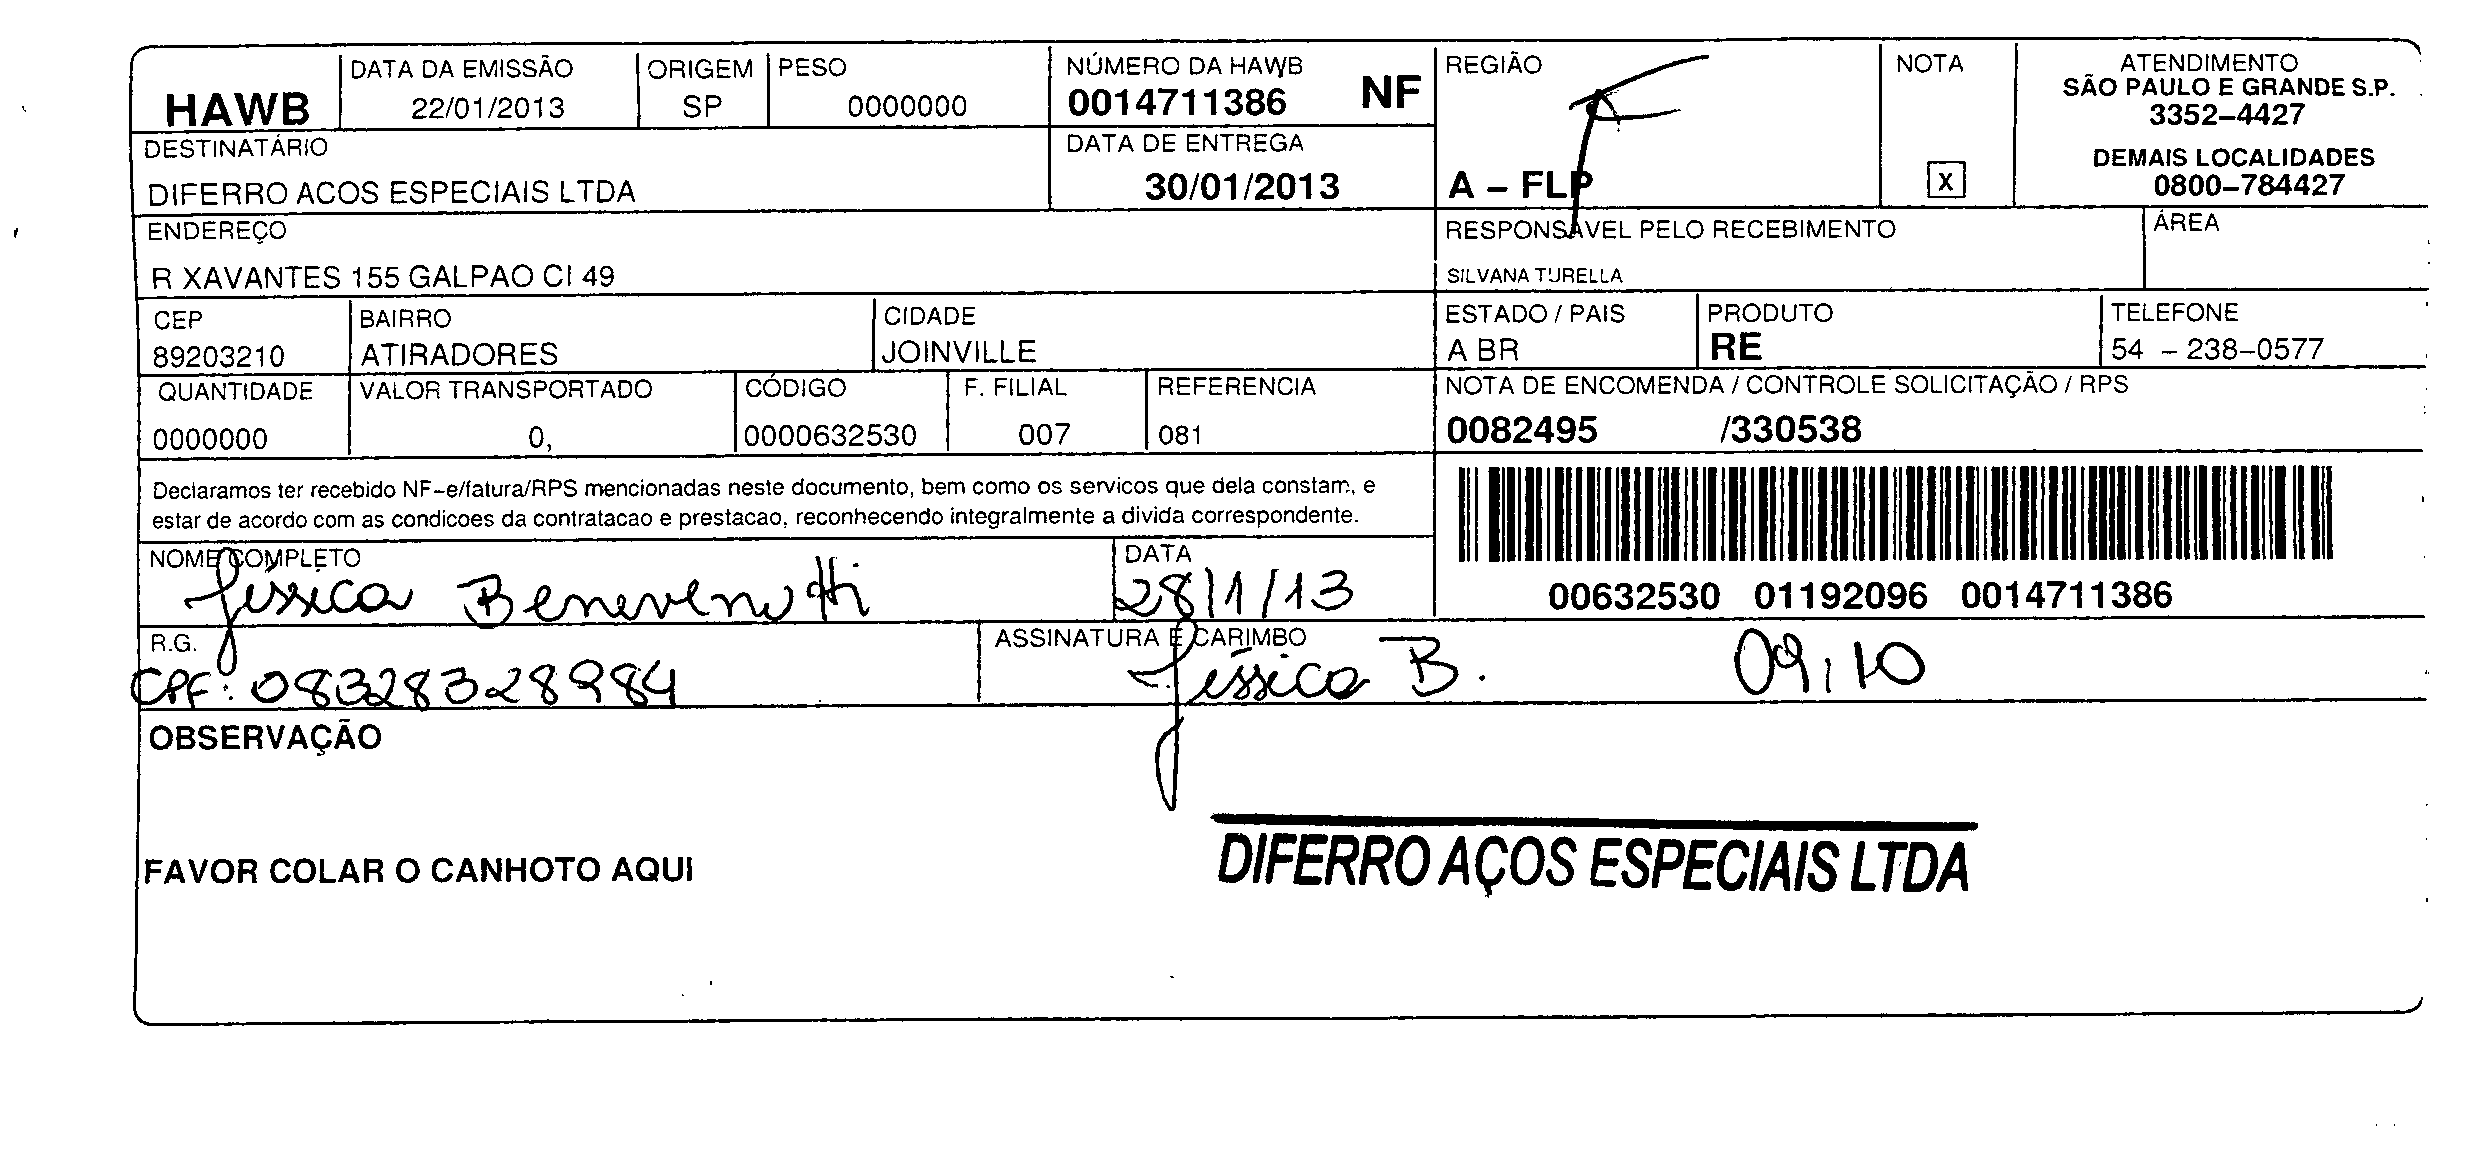 HAWB
DATA DA EMISSÃO
22/01/2013
ORIGEM
SP
PESO
0000000
NÚMERO DA HAWB
0014711386 NF
DATA DE ENTREGA
30/01/2013
REGIÃO
A – FLP
NOTA
X
ATENDIMENTO
SÃO PAULO E GRANDE S.P.
3352–4427
DEMAIS LOCALIDADES
0800–784427
DESTINATÁRIO
DIFERRO ACOS ESPECIAIS LTDA
ENDEREÇO
R XAVANTES 155 GALPAO CI 49
RESPONSÁVEL PELO RECEBIMENTO
SILVANA TURELLA
ÁREA
CEP
89203210
BAIRRO
ATIRADORES
CIDADE
JOINVILLE
ESTADO / PAIS
A BR
PRODUTO
RE
TELEFONE
54 – 238–0577
QUANTIDADE
0000000
VALOR TRANSPORTADO
0,
CÓDIGO
0000632530
F. FILIAL
007
REFERENCIA
081
NOTA DE ENCOMENDA / CONTROLE SOLICITAÇÃO / RPS
0082495 /330538
Declaramos ter recebido NF–e/fatura/RPS mencionadas neste documento, bem como os servicos que dela constam, e
estar de acordo com as condicoes da contratacao e prestacao, reconhecendo integralmente a divida correspondente.
00632530 01192096 0014711386
NOME COMPLETO
Jéssica Benevenutti
DATA
28/1/13
R.G.
CPF: 08328328984
ASSINATURA E CARIMBO
Jéssica B.
09:10
OBSERVAÇÃO
FAVOR COLAR O CANHOTO AQUI
DIFERRO AÇOS ESPECIAIS LTDA